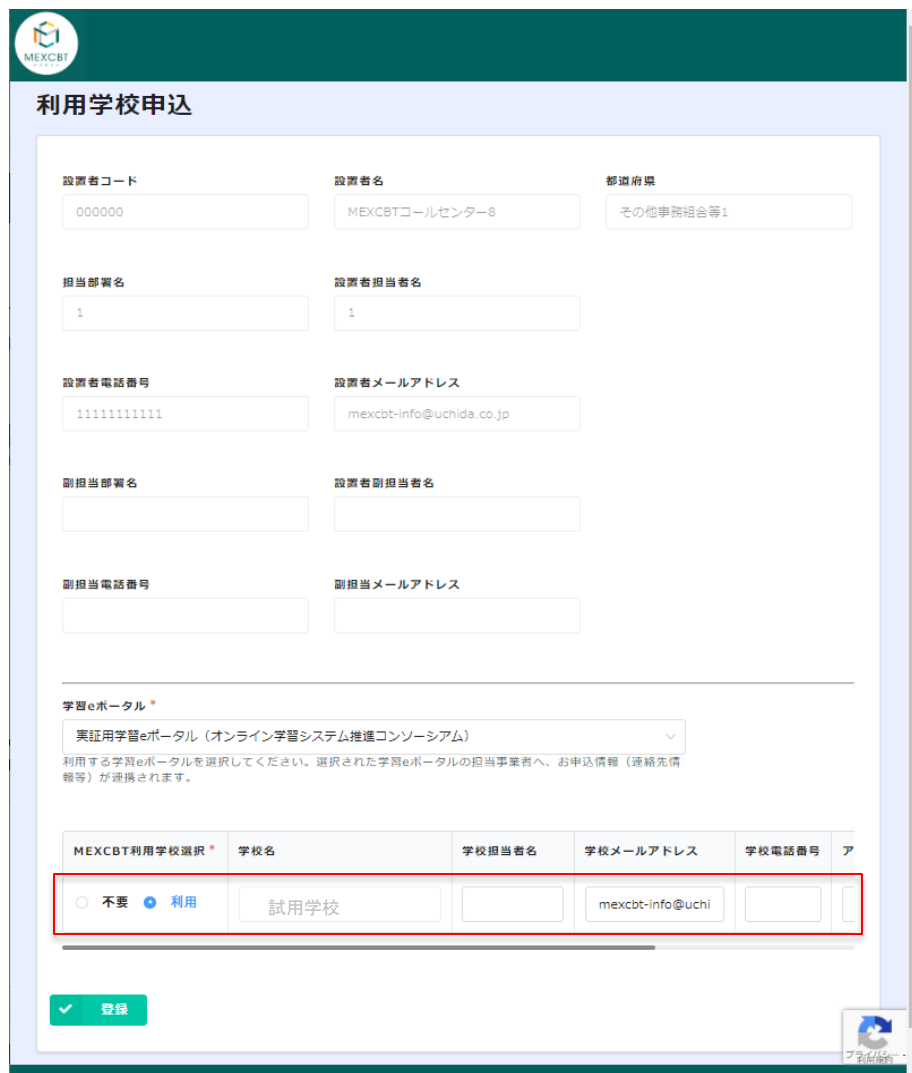 MEXCBT
利用学校申込
設置者コード 設置者名 都道府県
000000 MEXCBTコールセンター8 その他事務組合等1
担当部署名 設置者担当者名
1 1
設置者電話番号 設置者メールアドレス
11111111111 mexcbt-info@uchida.co.jp
副担当部署名 設置者副担当者名
副担当電話番号 副担当メールアドレス
学習eポータル *
実証用学習eポータル（オンライン学習システム推進コンソーシアム）
利用する学習eポータルを選択してください。選択された学習eポータルの担当事業者へ、お申込情報（連絡先情
報等）が連携されます。
MEXCBT利用学校選択 * 学校名 学校担当者名 学校メールアドレス 学校電話番号 ア
不要 利用 試用学校 mexcbt-info@uchi
登録
プライバシー -
利用規約